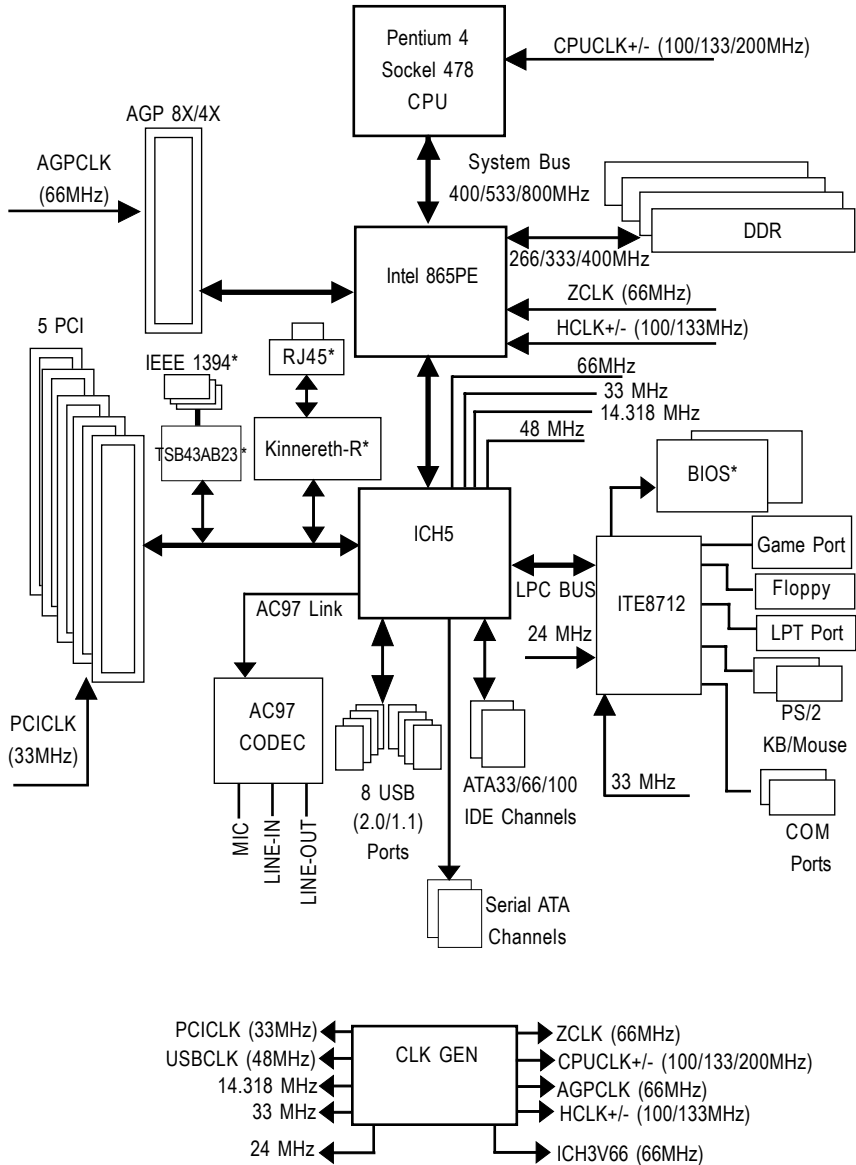 Pentium 4
Sockel 478
CPU
CPUCLK+/- (100/133/200MHz)
AGP 8X/4X
AGPCLK
(66MHz)
System Bus
400/533/800MHz
DDR
266/333/400MHz
Intel 865PE
ZCLK (66MHz)
HCLK+/- (100/133MHz)
5 PCI
IEEE 1394*
RJ45*
66MHz
33 MHz
14.318 MHz
48 MHz
TSB43AB23*
Kinnereth-R*
BIOS*
ICH5
Game Port
LPC BUS
ITE8712
Floppy
AC97 Link
24 MHz
LPT Port
PCICLK
(33MHz)
AC97
CODEC
PS/2
KB/Mouse
33 MHz
8 USB
(2.0/1.1)
Ports
ATA33/66/100
IDE Channels
MIC
LINE-IN
LINE-OUT
COM
Ports
Serial ATA
Channels
PCICLK (33MHz)
USBCLK (48MHz)
14.318 MHz
33 MHz
24 MHz
CLK GEN
ZCLK (66MHz)
CPUCLK+/- (100/133/200MHz)
AGPCLK (66MHz)
HCLK+/- (100/133MHz)
ICH3V66 (66MHz)